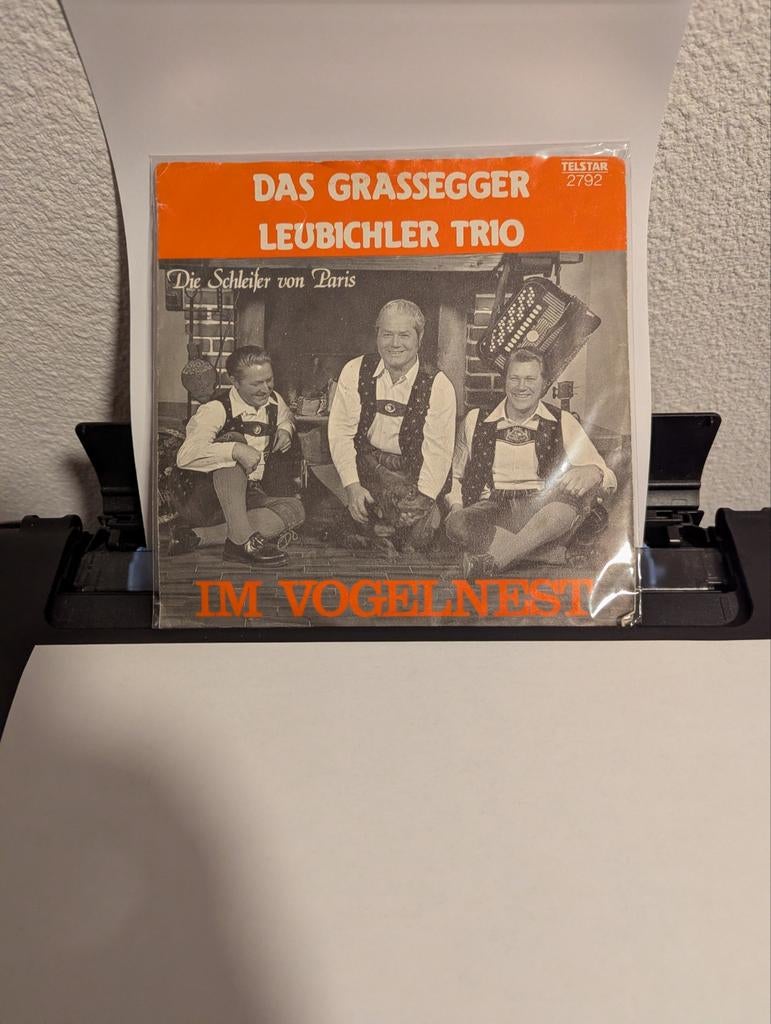 DAS GRASSEGGER
LEUBICHLER TRIO
TELSTAR
2792
Die Schleifer von Paris
IM VOGELNEST